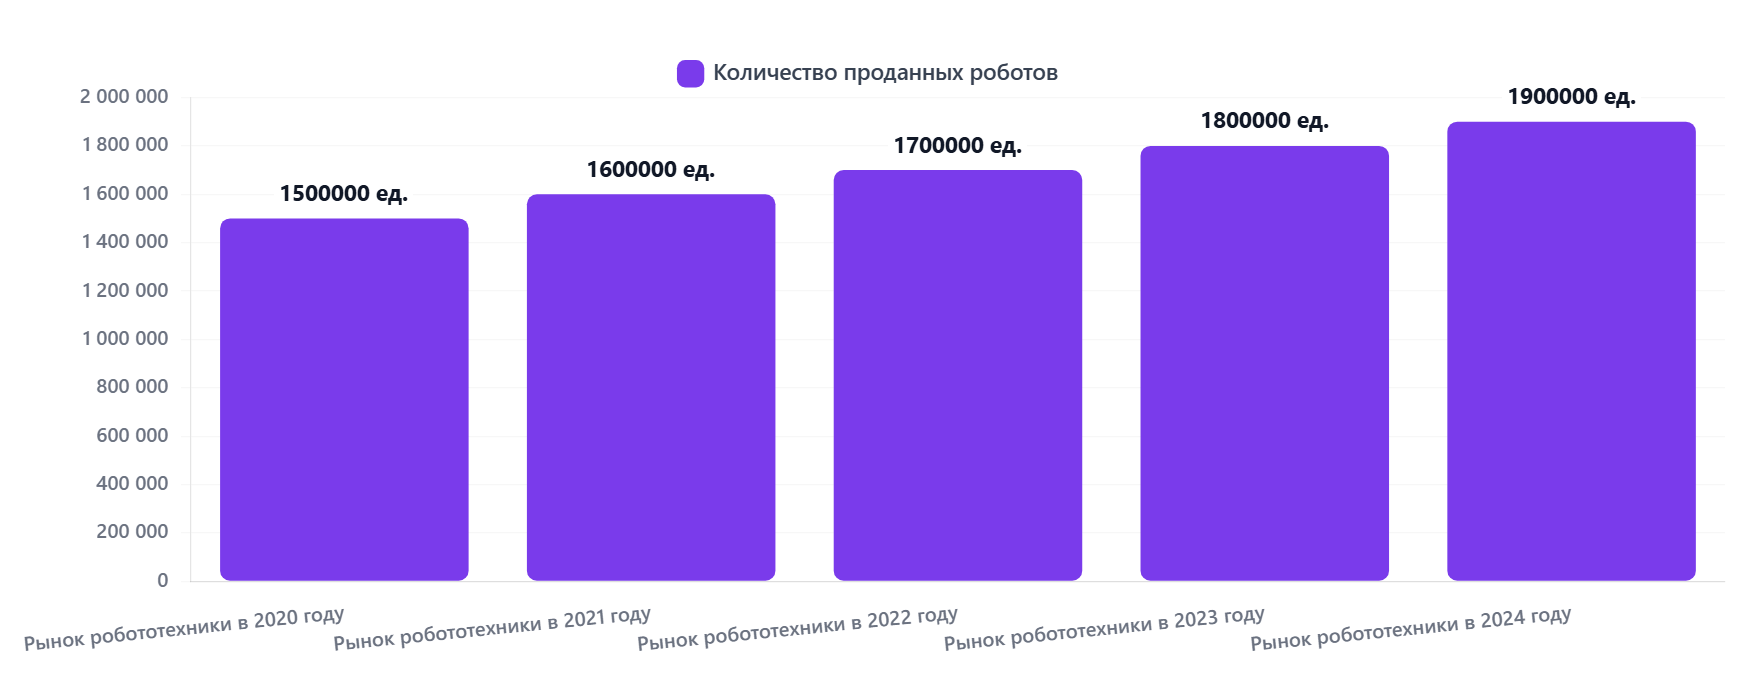 Количество проданных роботов
2 000 000
1 800 000
1 600 000
1 400 000
1 200 000
1 000 000
800 000
600 000
400 000
200 000
0
1500000 ед.
1600000 ед.
1700000 ед.
1800000 ед.
1900000 ед.
Рынок робототехники в 2020 году
Рынок робототехники в 2021 году
Рынок робототехники в 2022 году
Рынок робототехники в 2023 году
Рынок робототехники в 2024 году